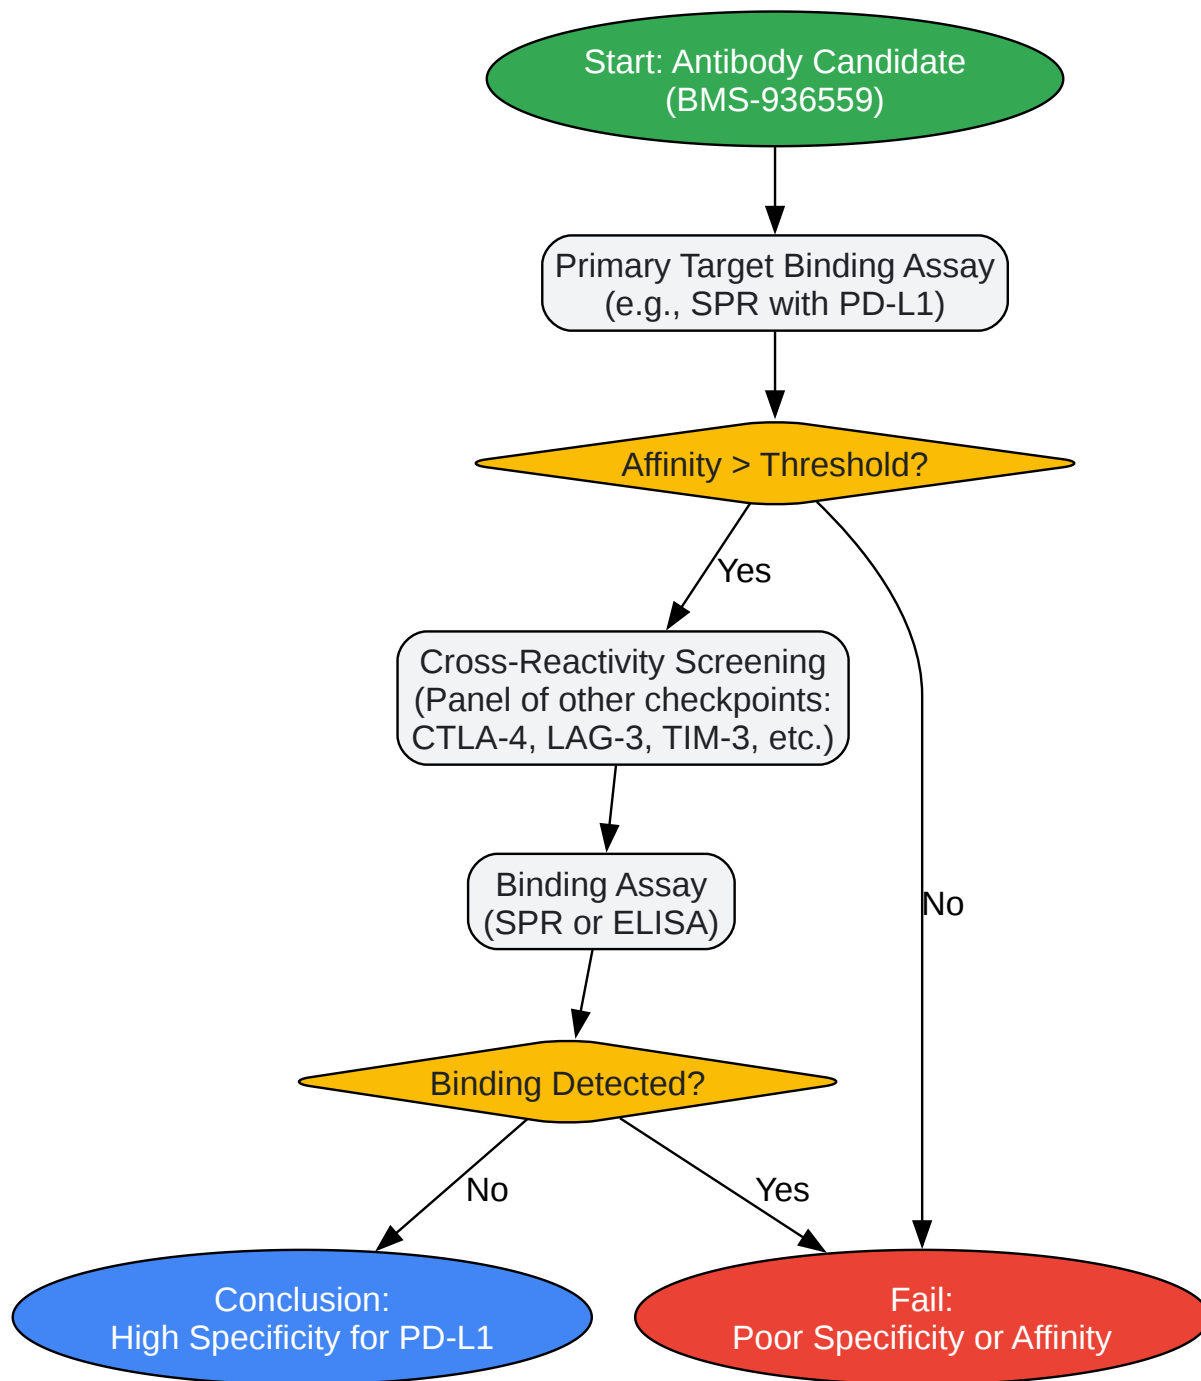 Start: Antibody Candidate
(BMS-936559)
Primary Target Binding Assay
(e.g., SPR with PD-L1)
Affinity > Threshold?
Yes
Cross-Reactivity Screening
(Panel of other checkpoints:
CTLA-4, LAG-3, TIM-3, etc.)
Binding Assay
(SPR or ELISA)
No
Binding Detected?
No
Yes
Conclusion:
High Specificity for PD-L1
Fail:
Poor Specificity or Affinity